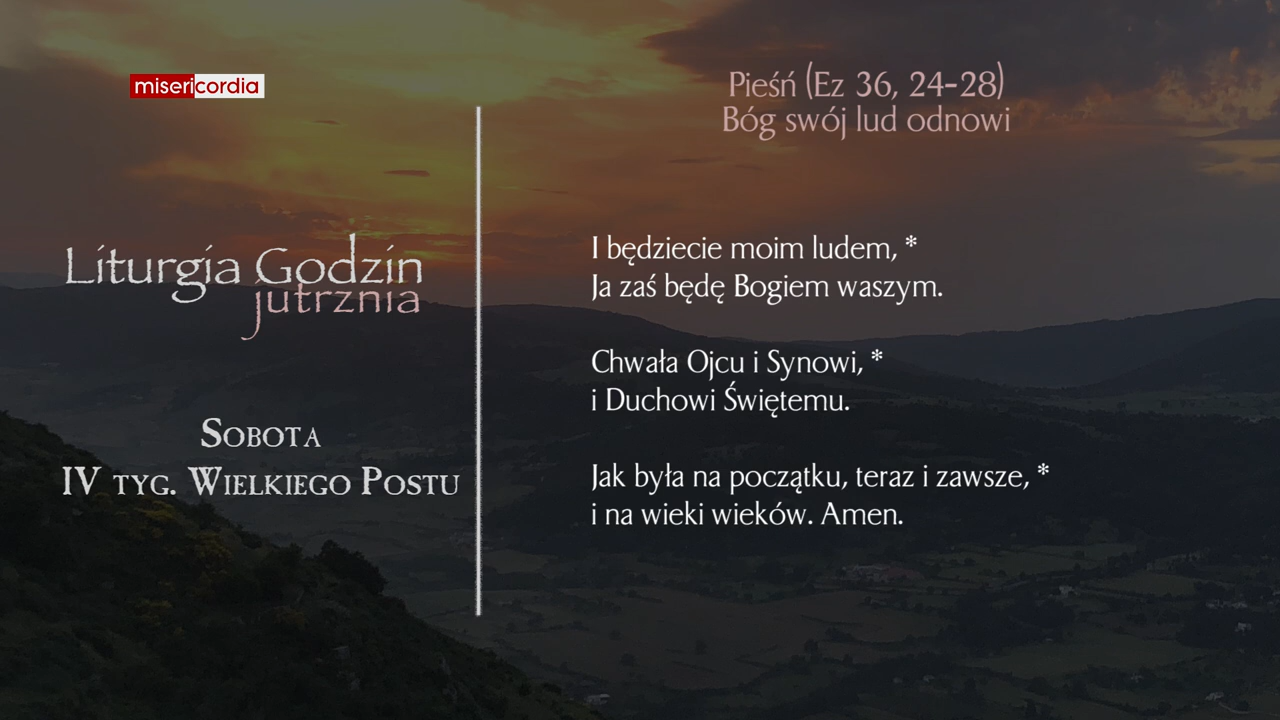 misericordia
Liturgia Godzin
jutrznia
Sobota
IV tyg. Wielkiego Postu
Pieśń (Ez 36, 24-28)
Bóg swój lud odnowi
I będziecie moim ludem, *
Ja zaś będę Bogiem waszym.
Chwała Ojcu i Synowi, *
i Duchowi Świętemu.
Jak była na początku, teraz i zawsze, *
i na wieki wieków. Amen.